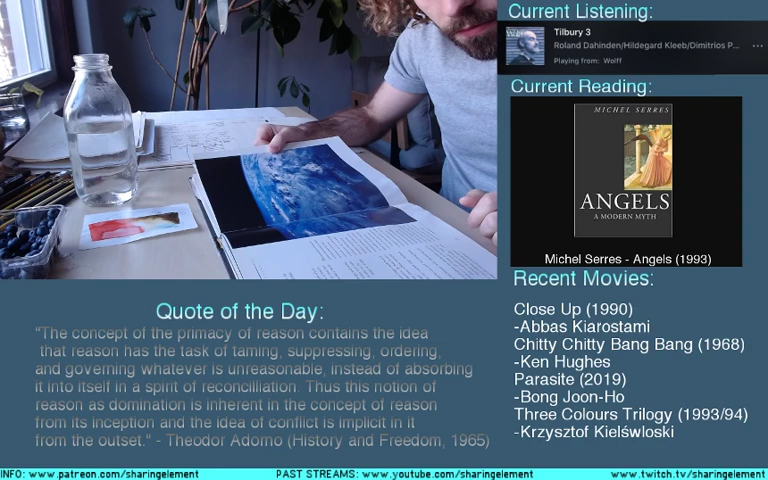 Current Listening:
Tilbury 3
Roland Dahinden/Hildegard Kleeb/Dimitrios P...
Playing from: Wolff
Current Reading:
MICHEL SERRES
ANGELS
A MODERN MYTH
Michel Serres - Angels (1993)
Recent Movies:
Close Up (1990)
-Abbas Kiarostami
Chitty Chitty Bang Bang (1968)
-Ken Hughes
Parasite (2019)
-Bong Joon-Ho
Three Colours Trilogy (1993/94)
-Krzysztof Kielśwloski
Quote of the Day:
"The concept of the primacy of reason contains the idea
that reason has the task of taming, suppressing, ordering,
and governing whatever is unreasonable, instead of absorbing
it into itself in a spirit of reconcilliation. Thus this notion of
reason as domination is inherent in the concept of reason
from its inception and the idea of conflict is implicit in it
from the outset." - Theodor Adorno (History and Freedom, 1965)
INFO: www.patreon.com/sharingelement
PAST STREAMS: www.youtube.com/sharingelement
www.twitch.tv/sharingelement